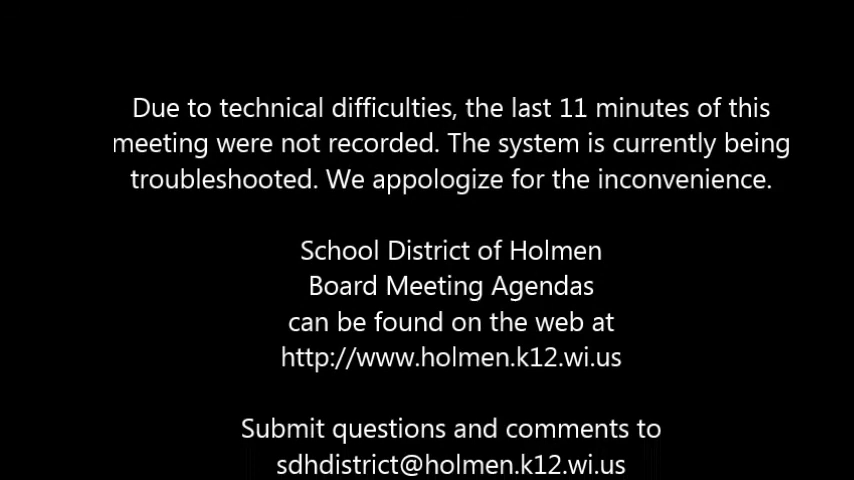 Due to technical difficulties, the last 11 minutes of this
meeting were not recorded. The system is currently being
troubleshooted. We appologize for the inconvenience.
School District of Holmen
Board Meeting Agendas
can be found on the web at
http://www.holmen.k12.wi.us
Submit questions and comments to
sdhdistrict@holmen.k12.wi.us